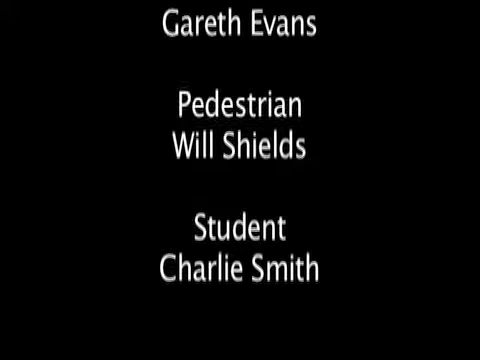 Gareth Evans
Pedestrian
Will Shields
Student
Charlie Smith